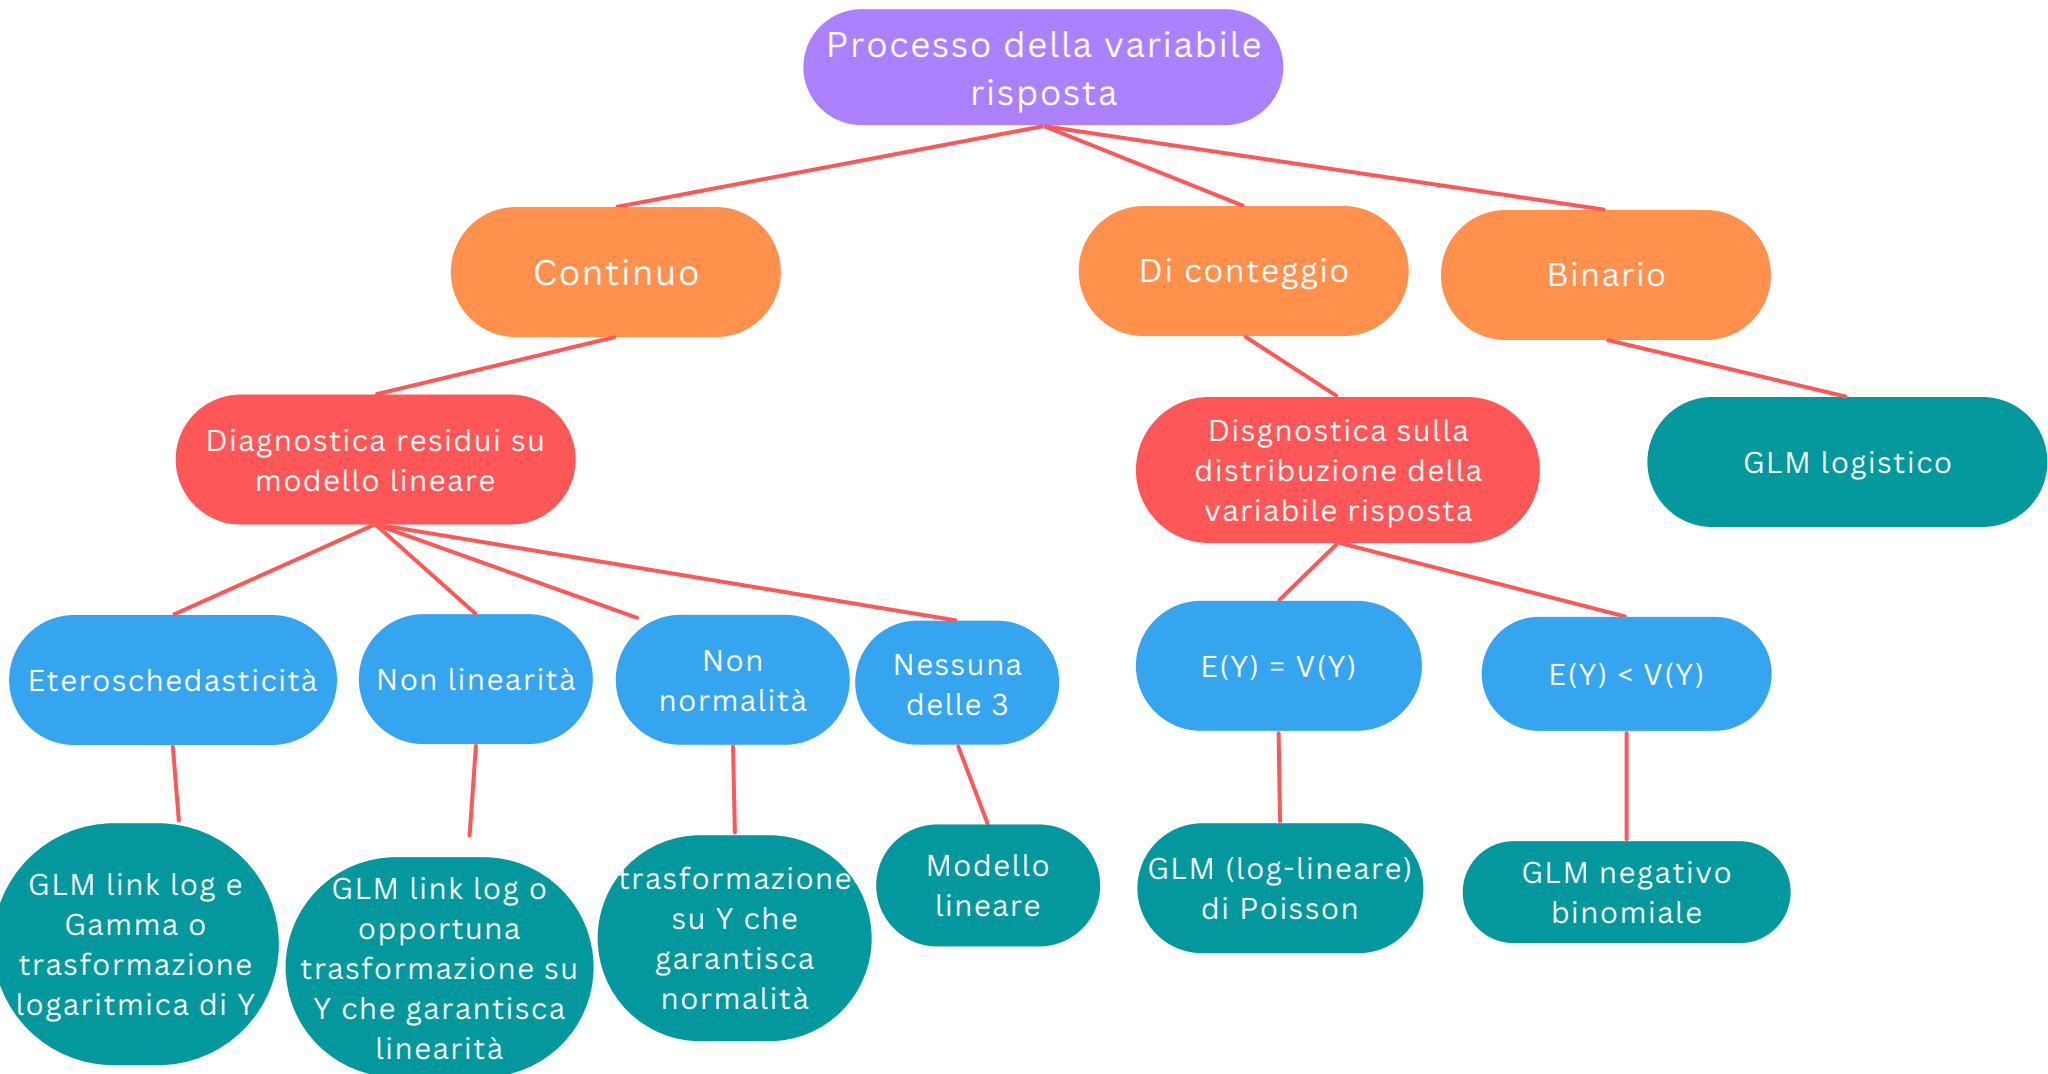 Processo della variabile
risposta
Continuo
Di conteggio
Binario
Diagnostica residui su
modello lineare
Disgnostica sulla
distribuzione della
variabile risposta
GLM logistico
Eteroschedasticità
Non linearità
Non
normalità
Nessuna
delle 3
E(Y) = V(Y)
E(Y) < V(Y)
GLM link log e
Gamma o
trasformazione
logaritmica di Y
GLM link log o
opportuna
trasformazione su
Y che garantisca
linearità
trasformazione
su Y che
garantisca
normalità
Modello
lineare
GLM (log-lineare)
di Poisson
GLM negativo
binomiale